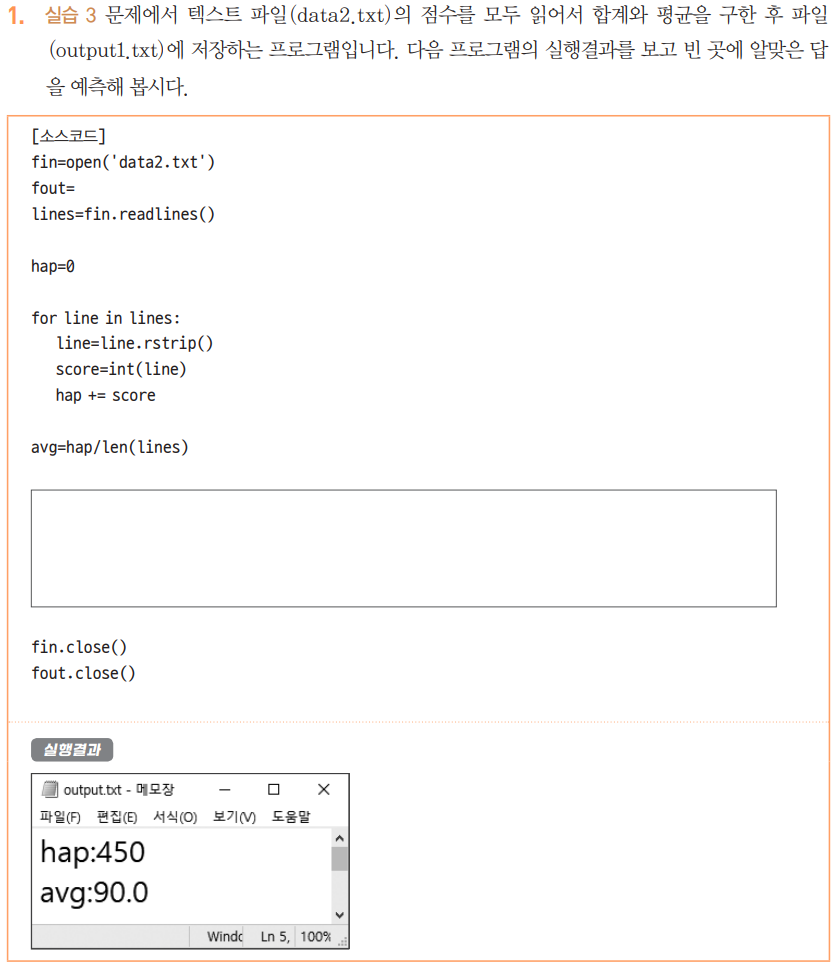 1. 실습 3 문제에서 텍스트 파일(data2.txt)의 점수를 모두 읽어서 합계와 평균을 구한 후 파일
(output1.txt)에 저장하는 프로그램입니다. 다음 프로그램의 실행결과를 보고 빈 곳에 알맞은 답
을 예측해 봅시다.
[소스코드]
fin=open('data2.txt')
fout=
lines=fin.readlines()
hap=0
for line in lines:
line=line.rstrip()
score=int(line)
hap += score
avg=hap/len(lines)
fin.close()
fout.close()
실행결과
output.txt - 메모장
파일(F) 편집(E) 서식(O) 보기(V) 도움말
hap:450
avg:90.0
Windo Ln 5, 100%